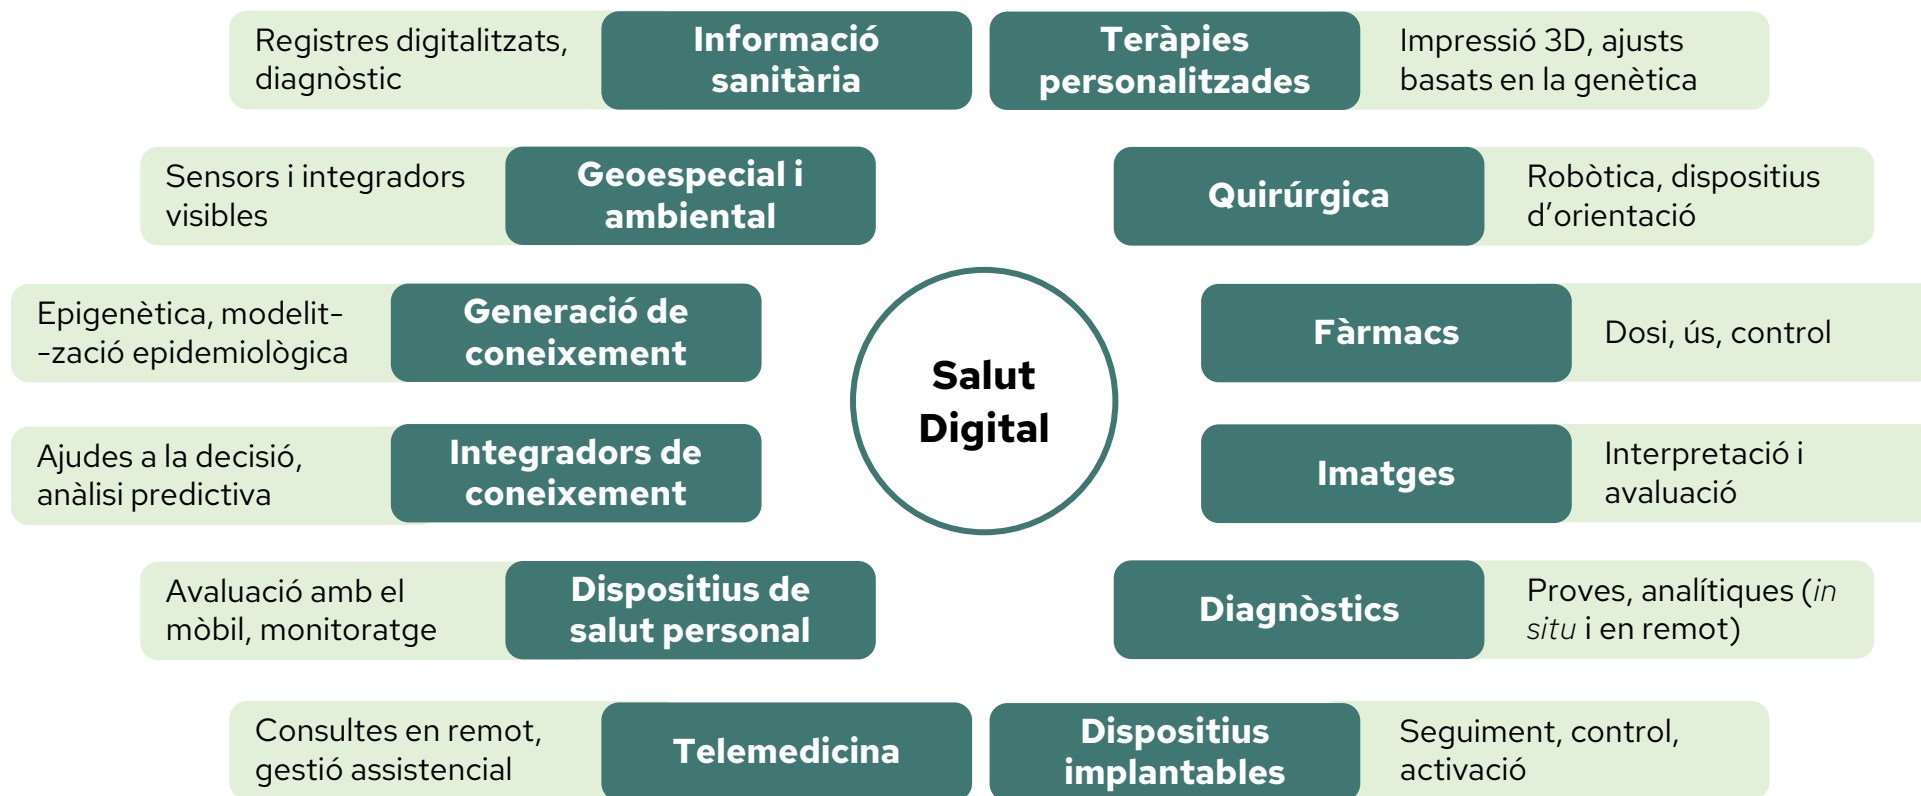 Registres digitalitzats,
diagnòstic
Informació
sanitària
Teràpies
personalitzades
Impressió 3D, ajusts
basats en la genètica
Sensors i integradors
visibles
Geoespecial i
ambiental
Quirúrgica
Robòtica, dispositius
d’orientació
Epigenètica, modelit-
-zació epidemiològica
Generació de
coneixement
Fàrmacs
Dosi, ús, control
Salut
Digital
Ajudes a la decisió,
anàlisi predictiva
Integradors de
coneixement
Imatges
Interpretació i
avaluació
Avaluació amb el
mòbil, monitoratge
Dispositius de
salut personal
Diagnòstics
Proves, analítiques (in
situ i en remot)
Consultes en remot,
gestió assistencial
Telemedicina
Dispositius
implantables
Seguiment, control,
activació